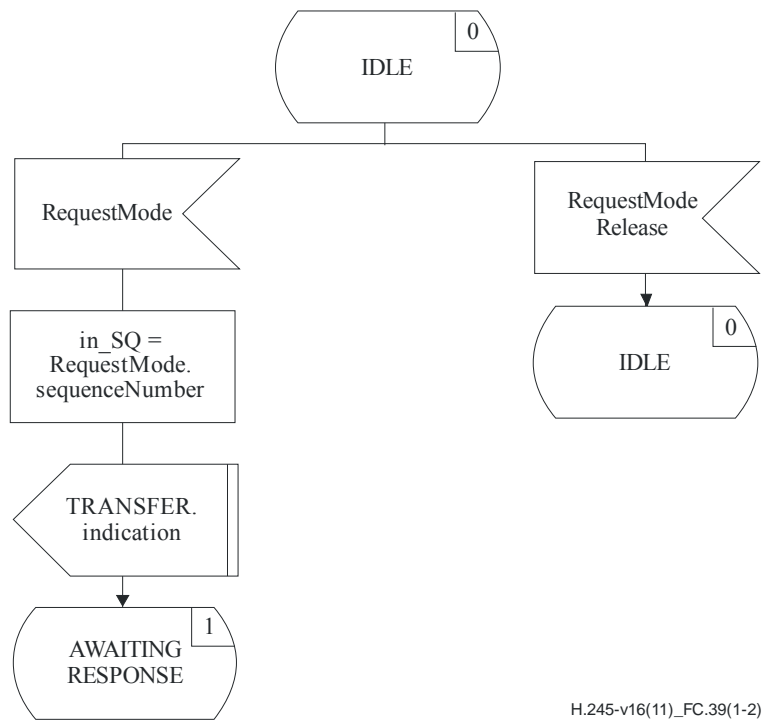 0
IDLE
RequestMode
RequestMode
Release
in_SQ =
RequestMode.
sequenceNumber
0
IDLE
TRANSFER.
indication
1
AWAITING
RESPONSE
H.245-v16(11)_FC.39(1-2)